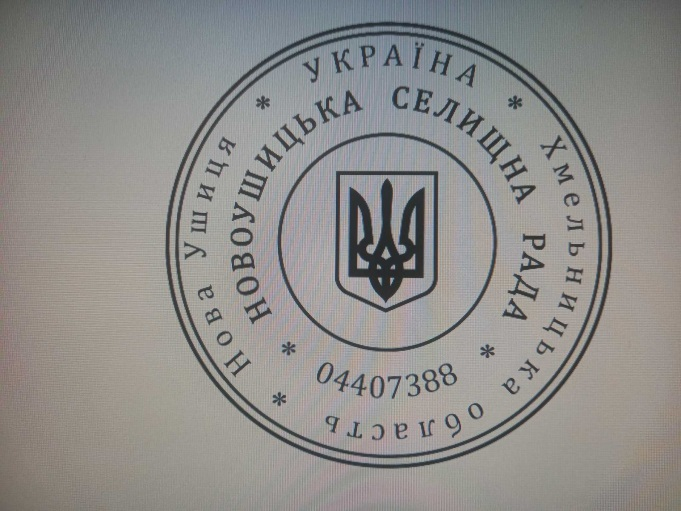 * УКРАЇНА * Хмельницька область * Нова Ушиця
* НОВОУШИЦЬКА СЕЛИЩНА РАДА *
04407388